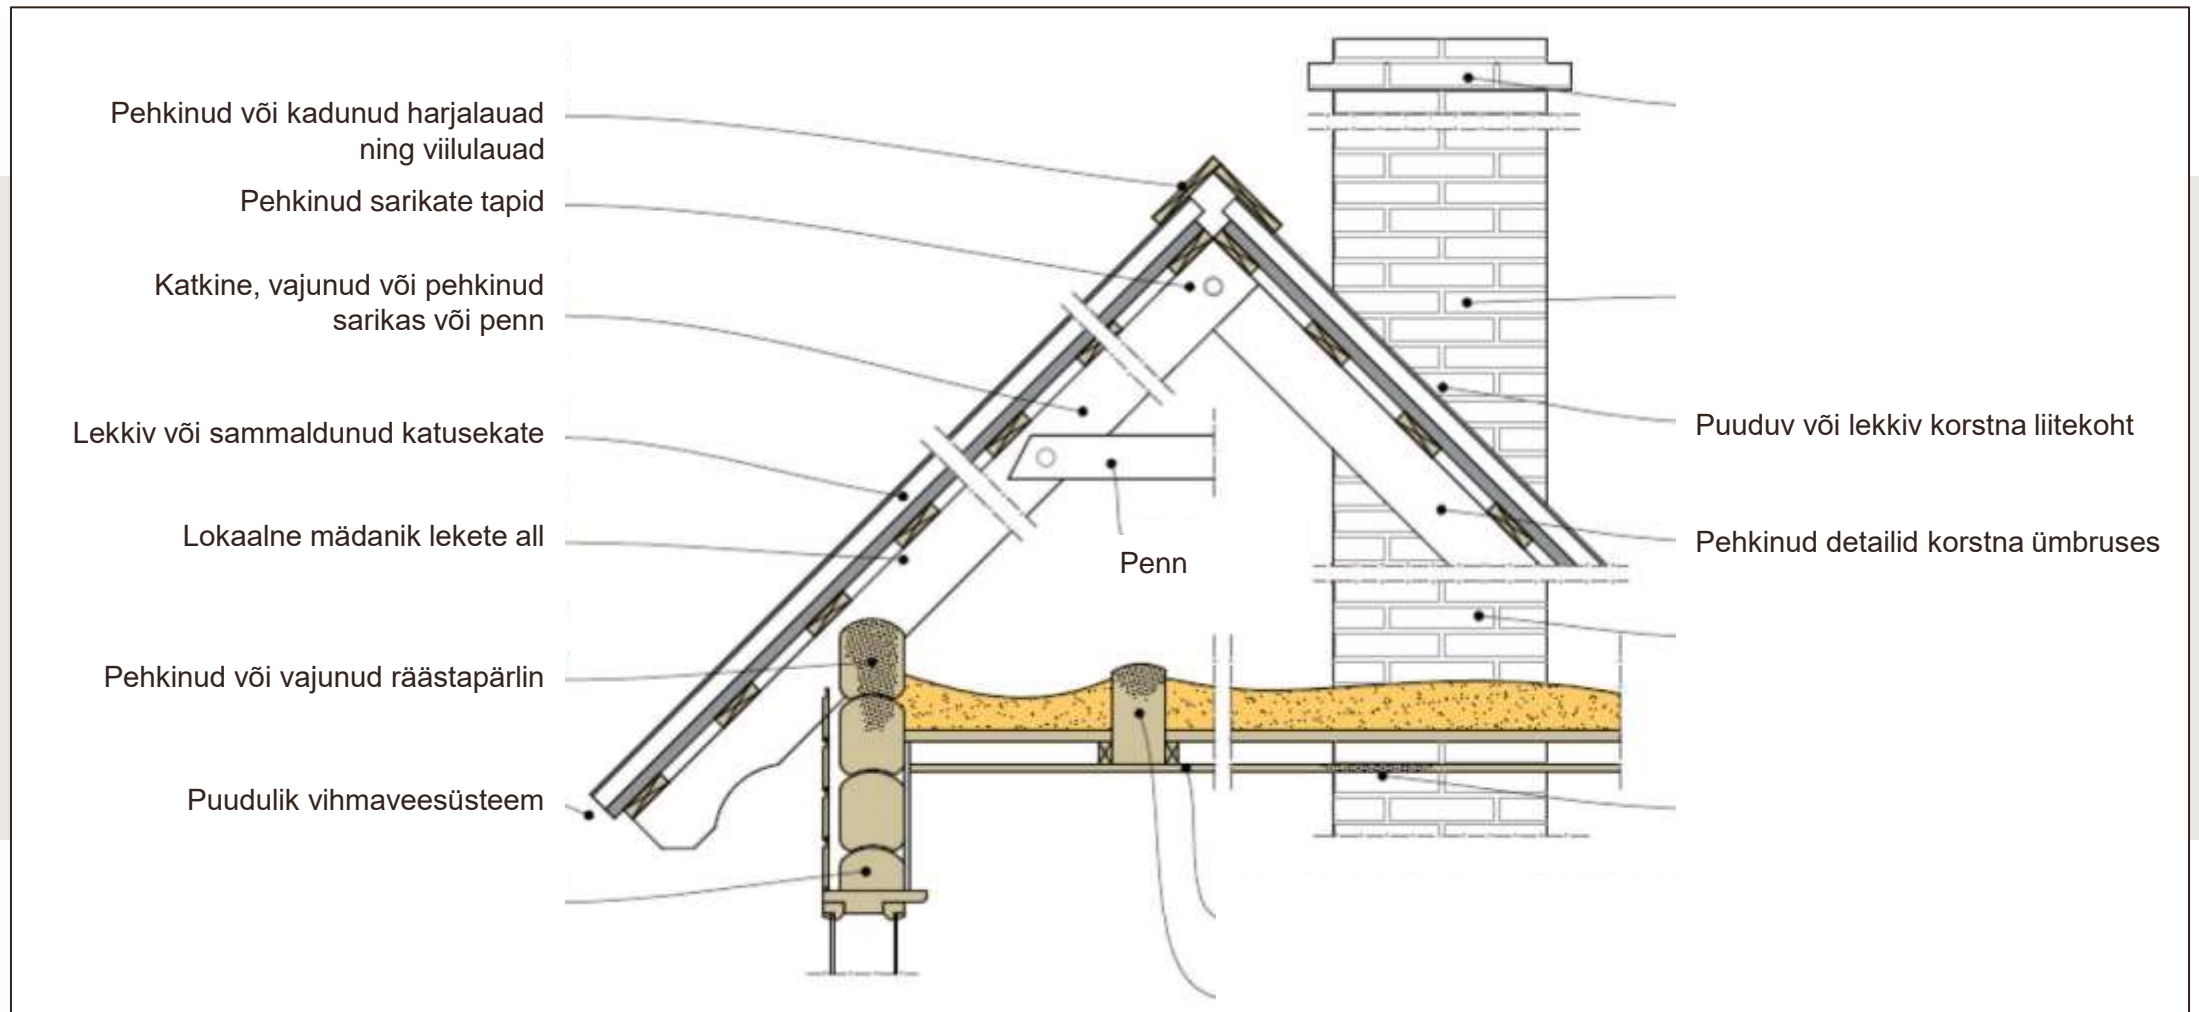 Pehkinud või kadunud harjalauad
ning viilulauad
Pehkinud sarikate tapid
Katkine, vajunud või pehkinud
sarikas või penn
Lekkiv või sammaldunud katusekate
Lokaalne mädanik lekete all
Pehkinud või vajunud räästapärlin
Puudulik vihmaveesüsteem
Penn
Puuduv või lekkiv korstna liitekoht
Pehkinud detailid korstna ümbruses